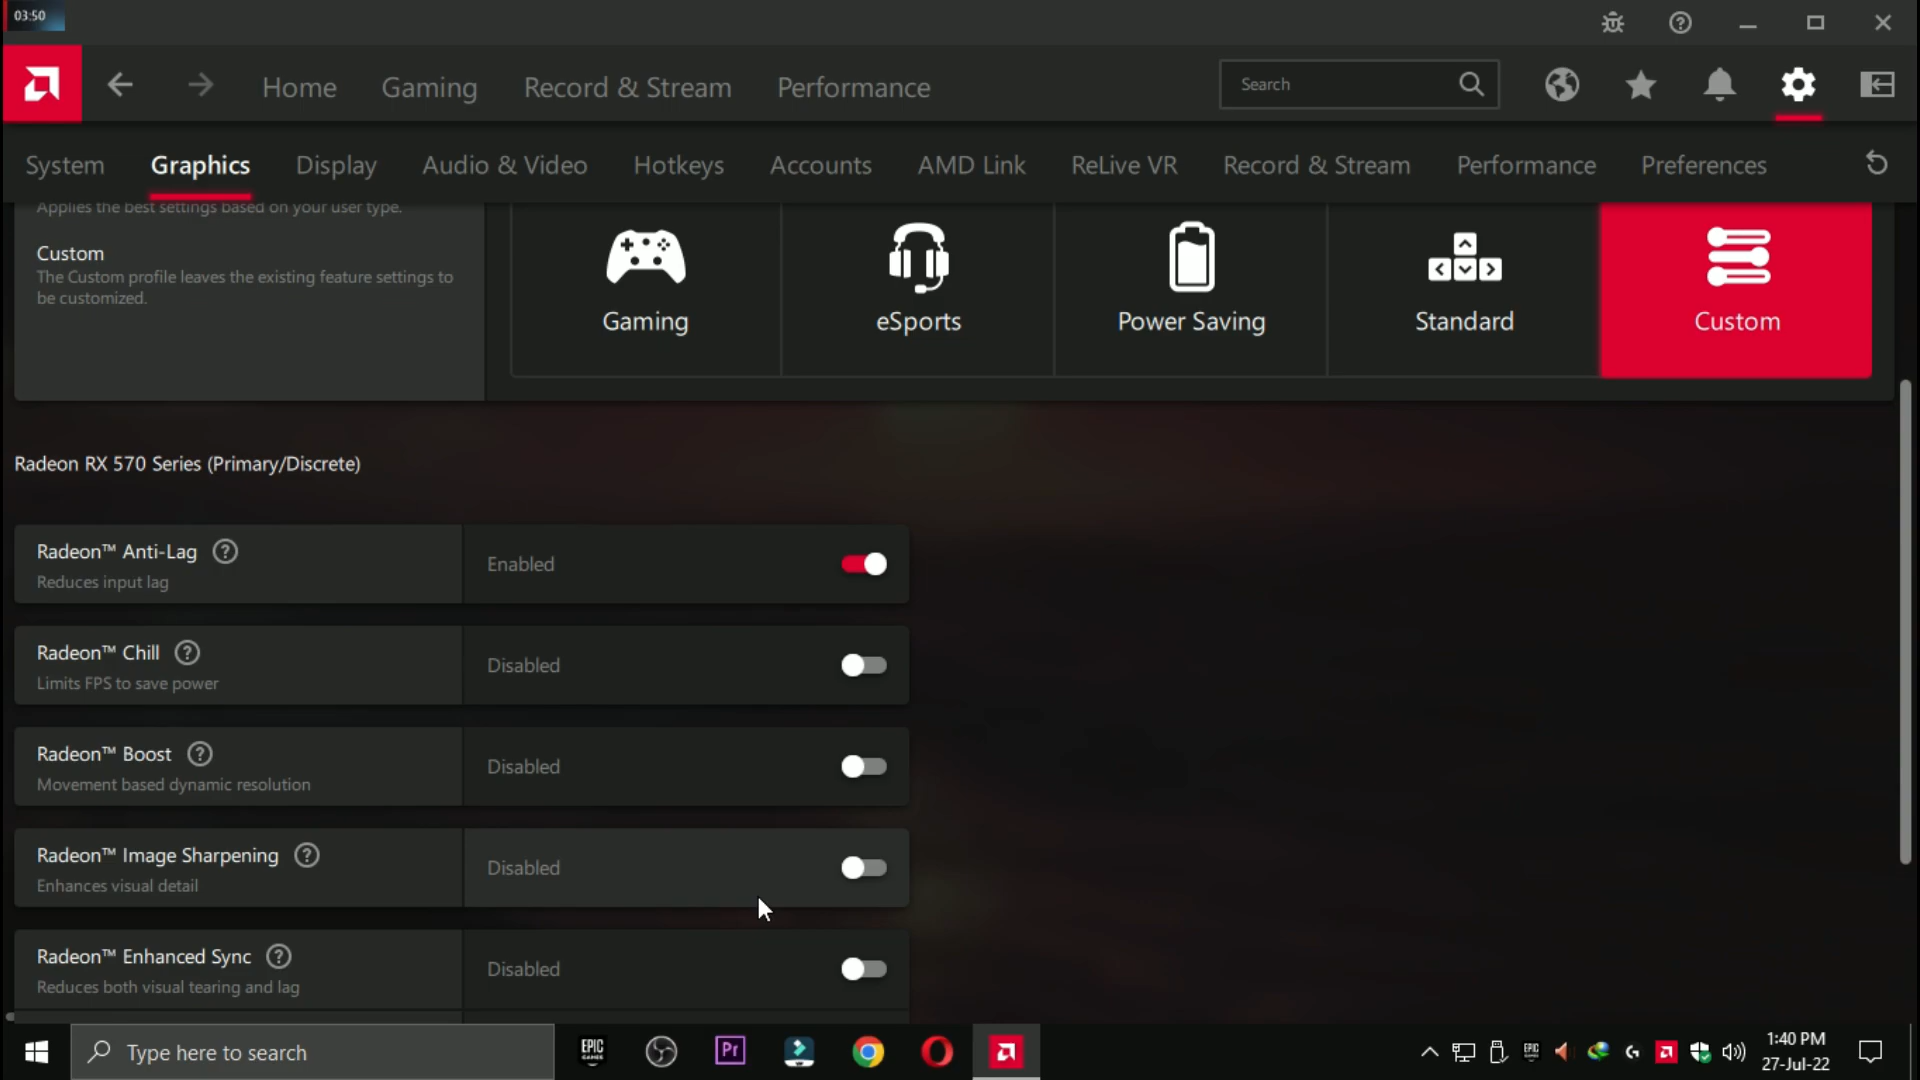 03:50
Home Gaming Record & Stream Performance
Search
System Graphics Display Audio & Video Hotkeys Accounts AMD Link ReLive VR Record & Stream Performance Preferences
Applies the best settings based on your user type.
Custom
The Custom profile leaves the existing feature settings to
be customized.
Gaming eSports Power Saving Standard Custom
Radeon RX 570 Series (Primary/Discrete)
Radeon™ Anti-Lag ?
Reduces input lag
Enabled
Radeon™ Chill ?
Limits FPS to save power
Disabled
Radeon™ Boost ?
Movement based dynamic resolution
Disabled
Radeon™ Image Sharpening ?
Enhances visual detail
Disabled
Radeon™ Enhanced Sync ?
Reduces both visual tearing and lag
Disabled
Type here to search
EPIC
GAMES
Pr
1:40 PM
27-Jul-22